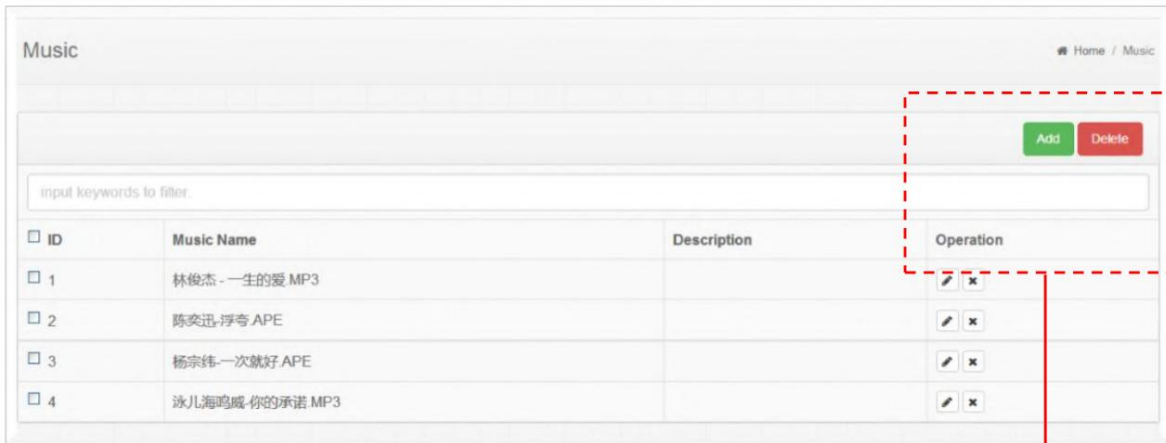 Music
Home / Music
Add Delete
input keywords to filter.
ID Music Name Description Operation
1 林俊杰 - 一生的爱.MP3
2 陈奕迅-浮夸.APE
3 杨宗纬-一次就好.APE
4 泳儿海鸣威-你的承诺.MP3